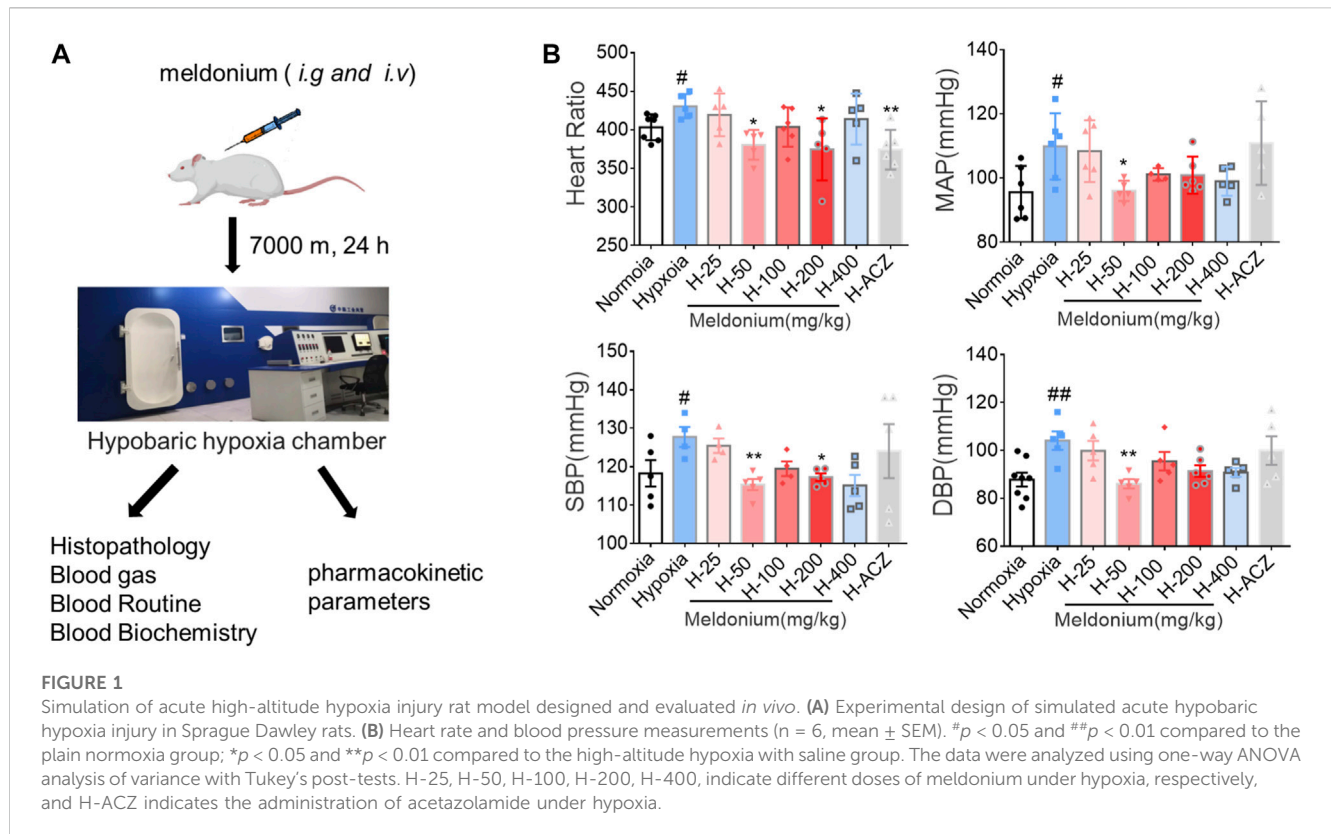 A
meldonium ( i.g and i.v)
7000 m, 24 h
Hypobaric hypoxia chamber
Histopathology
Blood gas
Blood Routine
Blood Biochemistry
pharmacokinetic
parameters
B
Heart Ratio
500
450
400
350
300
250
#
*
*
**
Normoia
Hypxoia
H-25
H-50
H-100
H-200
H-400
H-ACZ
Meldonium(mg/kg)
MAP(mmHg)
140
120
100
80
#
*
Normoia
Hypxoia
H-25
H-50
H-100
H-200
H-400
H-ACZ
Meldonium(mg/kg)
SBP(mmHg)
150
140
130
120
110
100
#
**
*
Normoxia
Hypoxia
H-25
H-50
H-100
H-200
H-400
H-ACZ
Meldonium(mg/kg)
DBP(mmHg)
140
120
100
80
60
##
**
Normoxia
Hypoxia
H-25
H-50
H-100
H-200
H-400
H-ACZ
Meldonium(mg/kg)
FIGURE 1
Simulation of acute high-altitude hypoxia injury rat model designed and evaluated in vivo. (A) Experimental design of simulated acute hypobaric
hypoxia injury in Sprague Dawley rats. (B) Heart rate and blood pressure measurements (n = 6, mean ± SEM). #p < 0.05 and ##p < 0.01 compared to the
plain normoxia group; *p < 0.05 and **p < 0.01 compared to the high-altitude hypoxia with saline group. The data were analyzed using one-way ANOVA
analysis of variance with Tukey's post-tests. H-25, H-50, H-100, H-200, H-400, indicate different doses of meldonium under hypoxia, respectively,
and H-ACZ indicates the administration of acetazolamide under hypoxia.